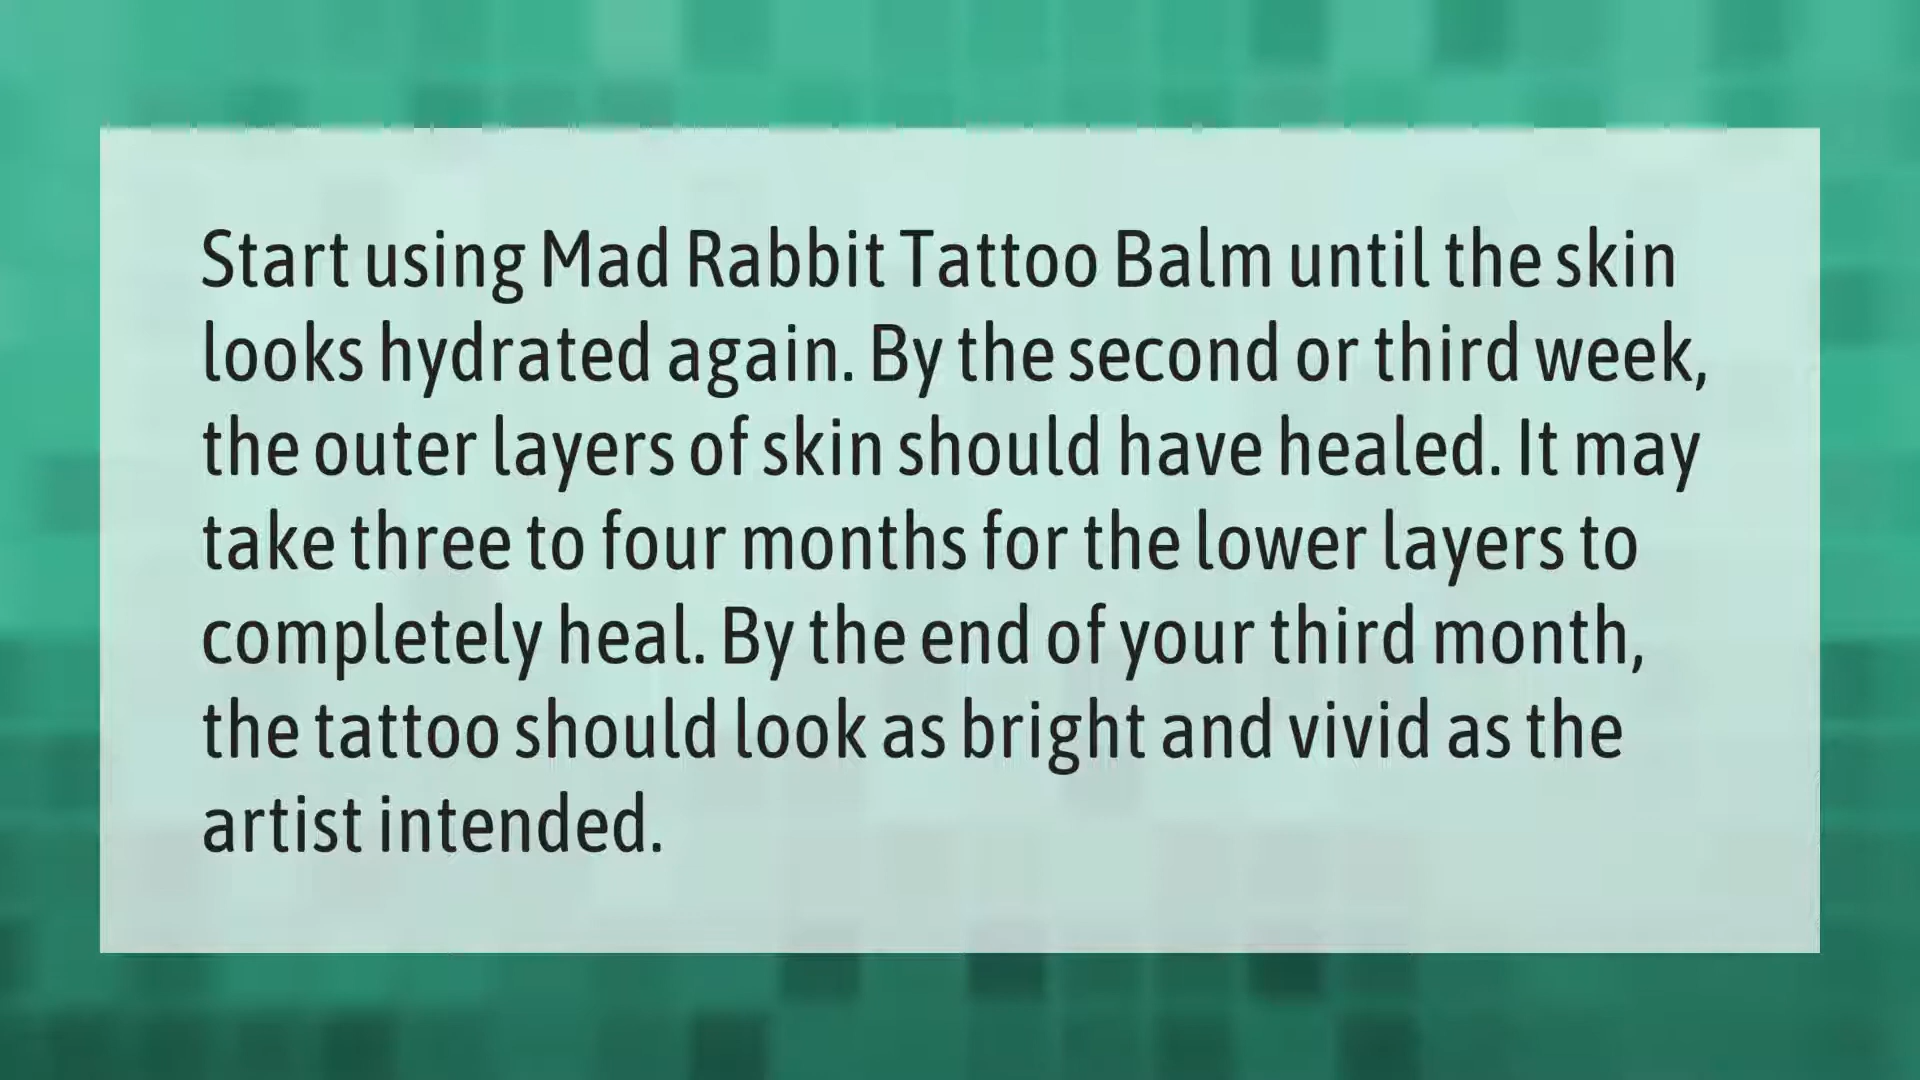 Start using Mad Rabbit Tattoo Balm until the skin
looks hydrated again. By the second or third week,
the outer layers of skin should have healed. It may
take three to four months for the lower layers to
completely heal. By the end of your third month,
the tattoo should look as bright and vivid as the
artist intended.